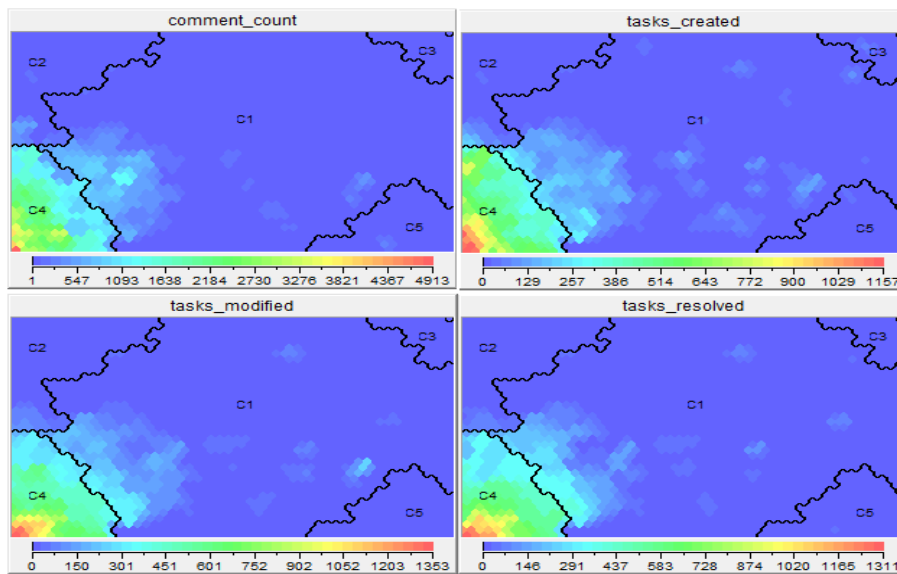 comment_count
C2
C3
C1
C4
C5
1 547 1093 1638 2184 2730 3276 3821 4367 4913
tasks_created
C2
C3
C1
C4
C5
0 129 257 386 514 643 772 900 1029 1157
tasks_modified
C2
C3
C1
C4
C5
0 150 301 451 601 752 902 1052 1203 1353
tasks_resolved
C2
C3
C1
C4
C5
0 146 291 437 583 728 874 1020 1165 1311